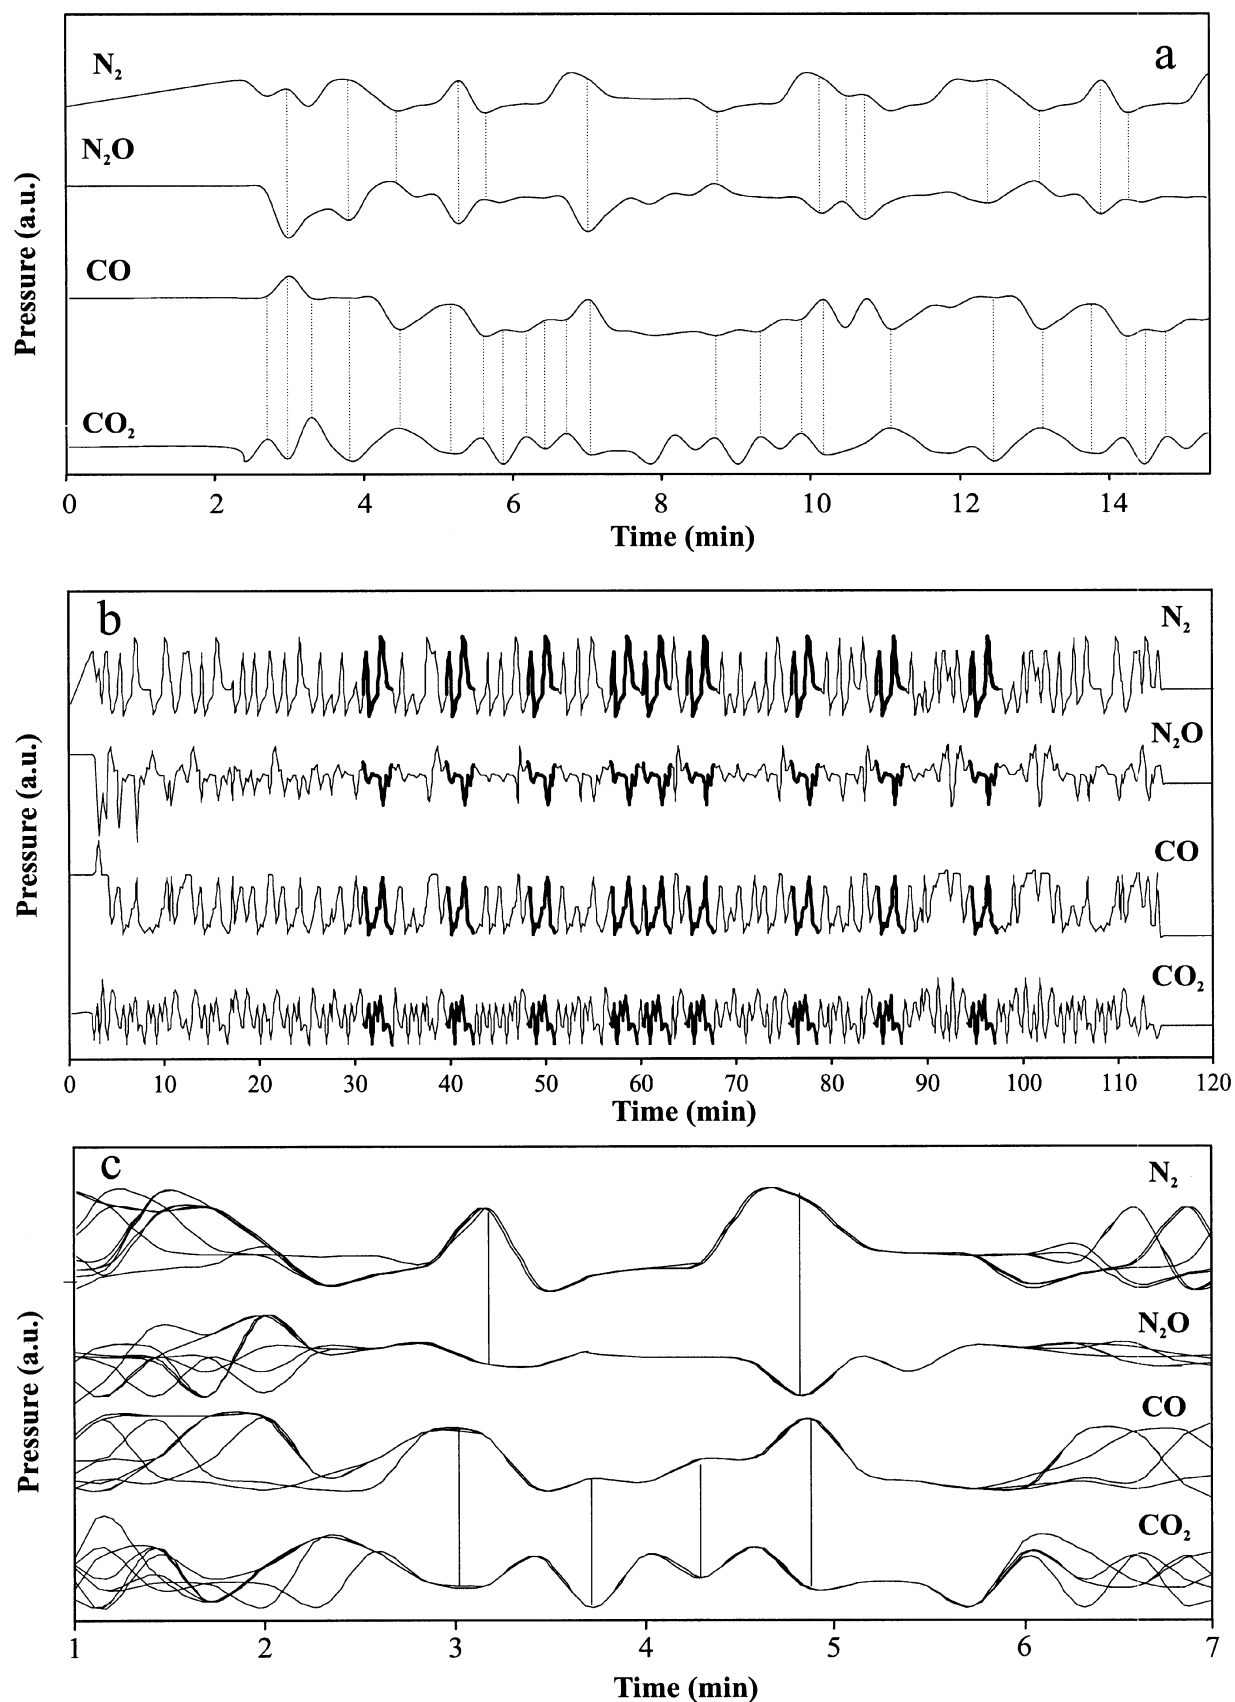 a
N₂
N₂O
CO
CO₂
Pressure (a.u.)
0 2 4 6 8 10 12 14
Time (min)
b
N₂
N₂O
CO
CO₂
Pressure (a.u.)
0 10 20 30 40 50 60 70 80 90 100 110 120
Time (min)
c
N₂
N₂O
CO
CO₂
Pressure (a.u.)
1 2 3 4 5 6 7
Time (min)